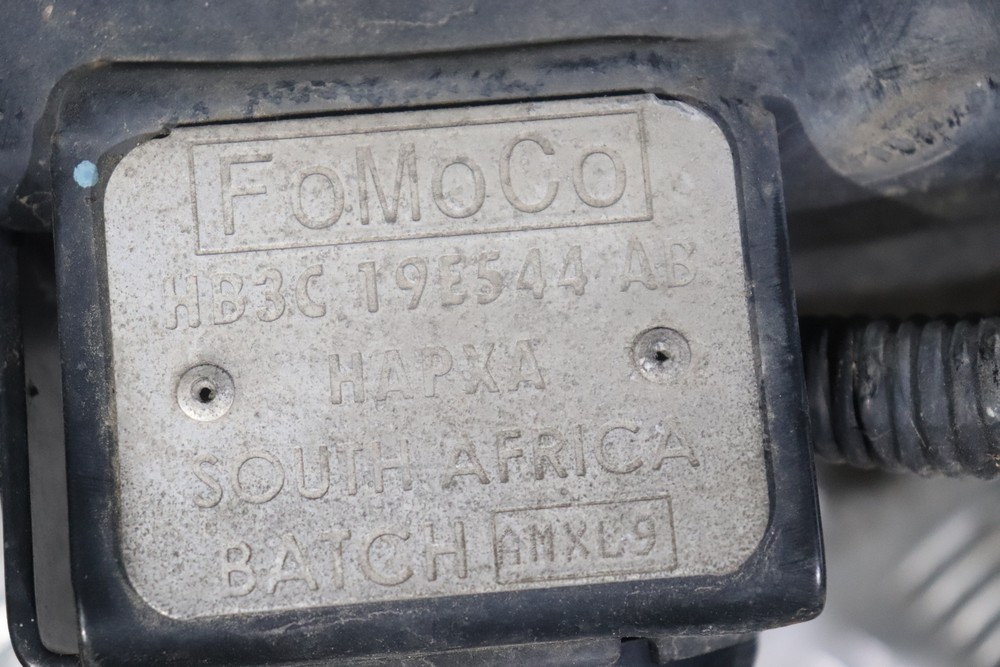 FoMoCo
HB3C 19E544 AB
HAPXA
SOUTH AFRICA
BATCH AMXL9